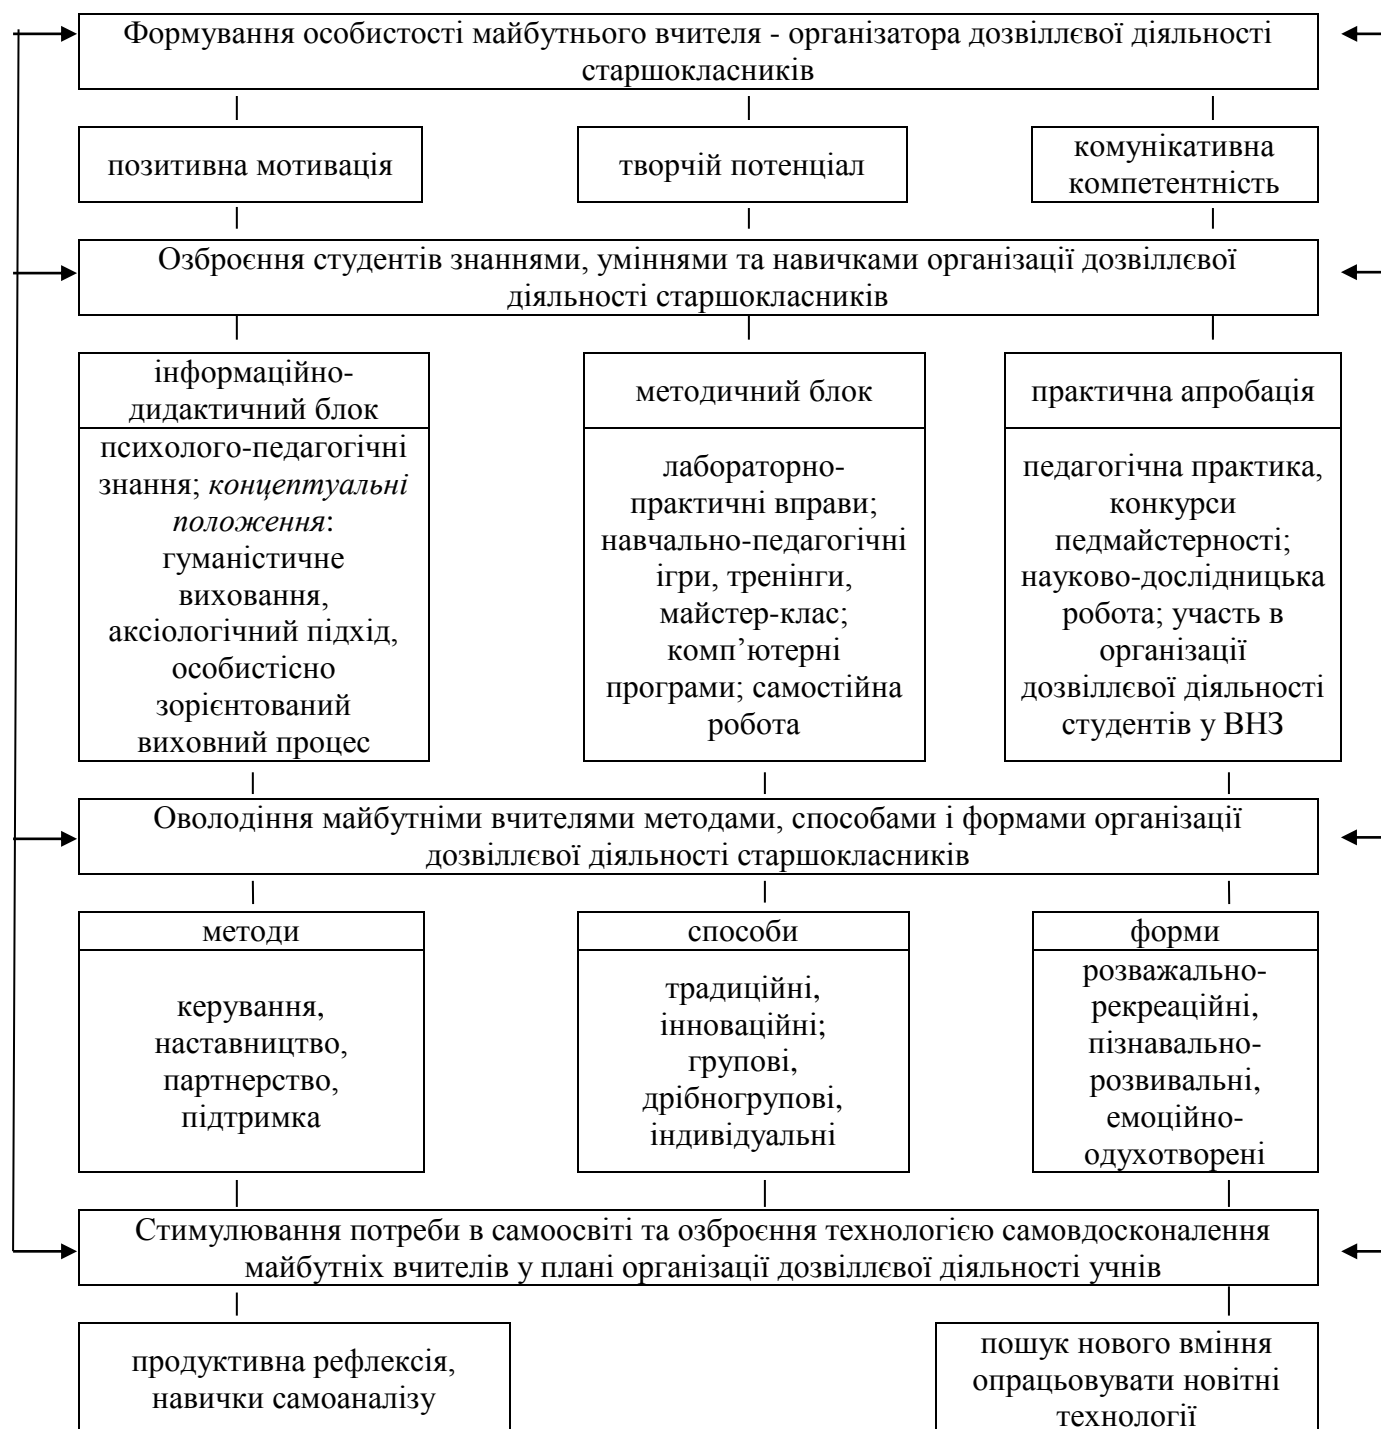 Формування особистості майбутнього вчителя - організатора дозвіллєвої діяльності
старшокласників
позитивна мотивація
творчій потенціал
комунікативна
компетентність
Озброєння студентів знаннями, уміннями та навичками організації дозвіллєвої
діяльності старшокласників
інформаційно-
дидактичний блок
психолого-педагогічні
знання; концептуальні
положення:
гуманістичне
виховання,
аксіологічний підхід,
особистісно
зорієнтований
виховний процес
методичний блок
лабораторно-
практичні вправи;
навчально-педагогічні
ігри, тренінги,
майстер-клас;
комп’ютерні
програми; самостійна
робота
практична апробація
педагогічна практика,
конкурси
педмайстерності;
науково-дослідницька
робота; участь в
організації
дозвіллєвої діяльності
студентів у ВНЗ
Оволодіння майбутніми вчителями методами, способами і формами організації
дозвіллєвої діяльності старшокласників
методи
керування,
наставництво,
партнерство,
підтримка
способи
традиційні,
інноваційні;
групові,
дрібногрупові,
індивідуальні
форми
розважально-
рекреаційні,
пізнавально-
розвивальні,
емоційно-
одухотворені
Стимулювання потреби в самоосвіті та озброєння технологією самовдосконалення
майбутніх вчителів у плані організації дозвіллєвої діяльності учнів
продуктивна рефлексія,
навички самоаналізу
пошук нового вміння
опрацьовувати новітні
технології